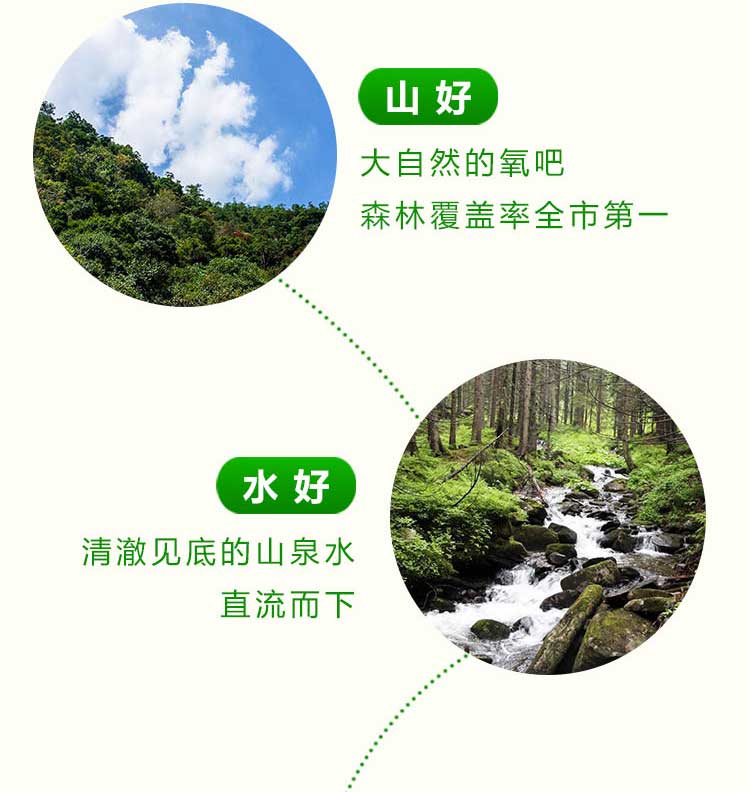 山好
大自然的氧吧
森林覆盖率全市第一
水好
清澈见底的山泉水
直流而下